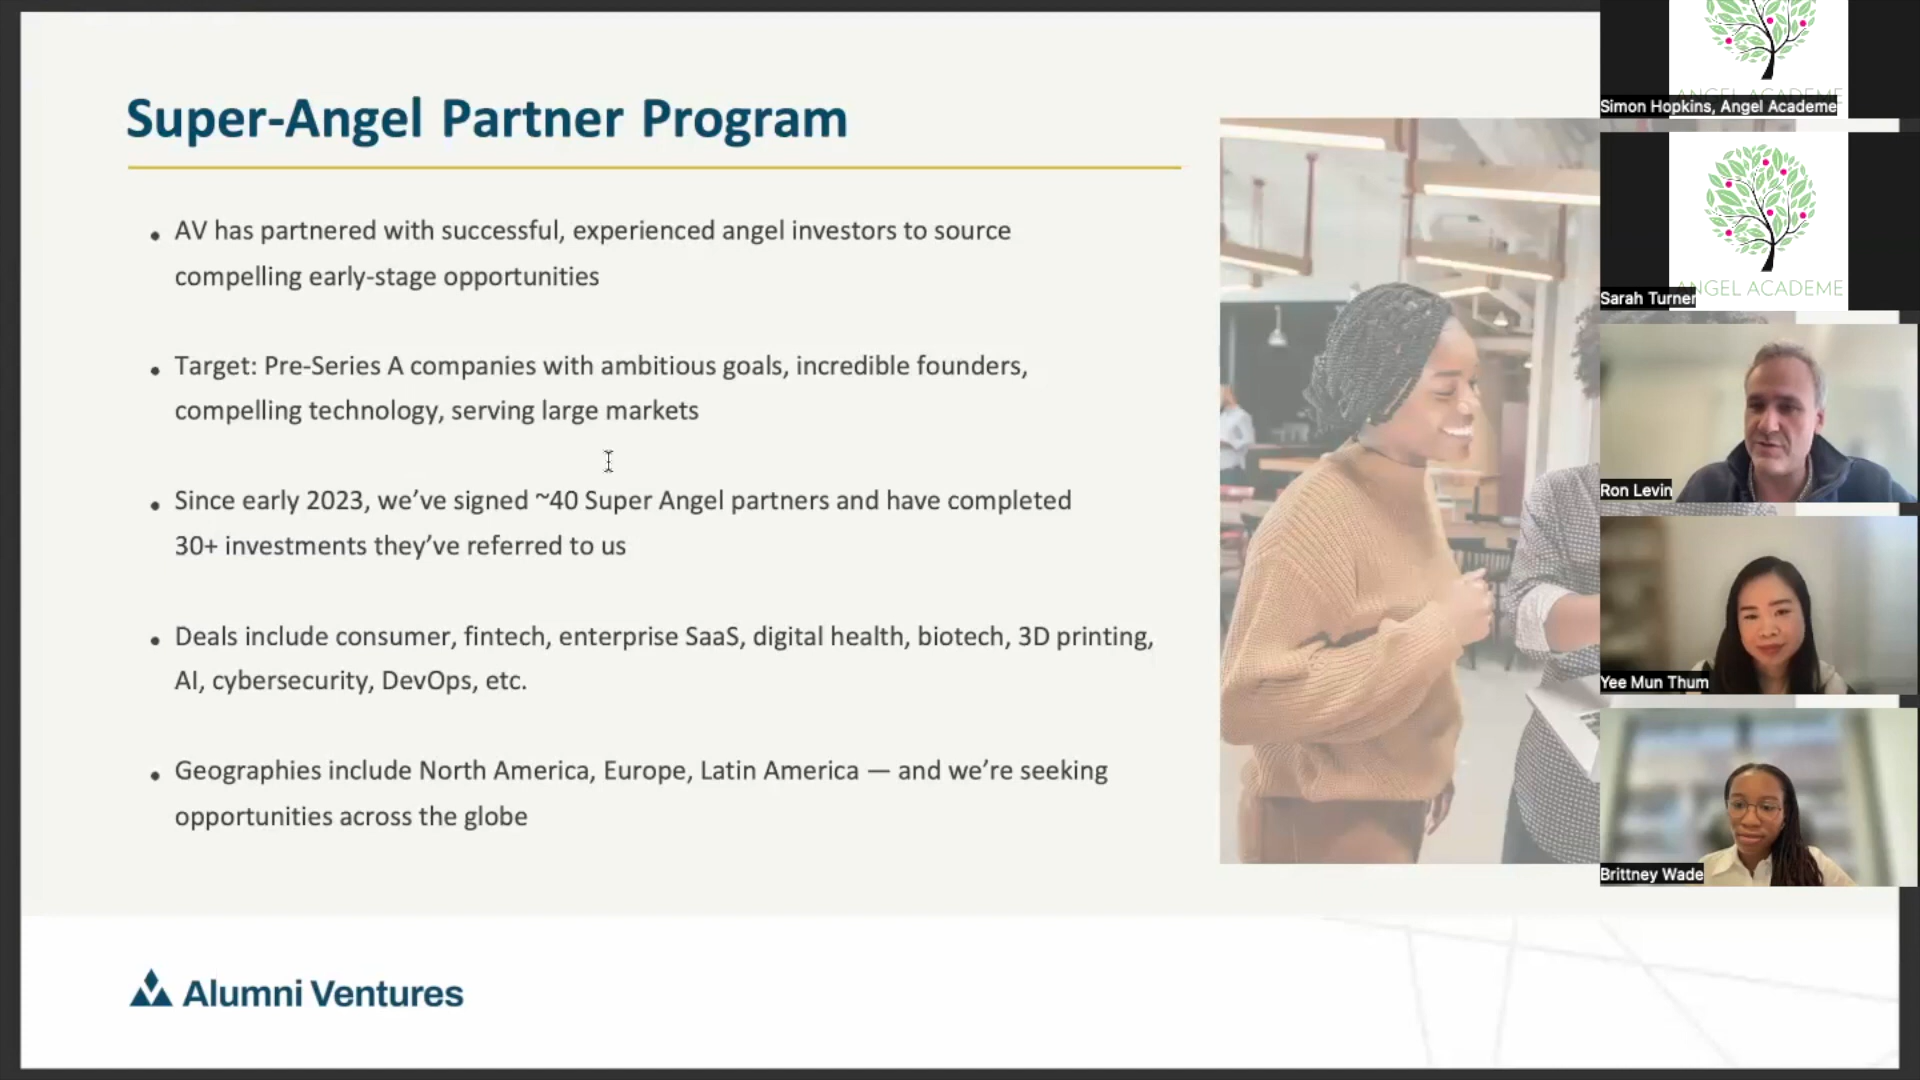 Super-Angel Partner Program
• AV has partnered with successful, experienced angel investors to source
compelling early-stage opportunities
• Target: Pre-Series A companies with ambitious goals, incredible founders,
compelling technology, serving large markets
• Since early 2023, we’ve signed ~40 Super Angel partners and have completed
30+ investments they’ve referred to us
• Deals include consumer, fintech, enterprise SaaS, digital health, biotech, 3D printing,
AI, cybersecurity, DevOps, etc.
• Geographies include North America, Europe, Latin America — and we’re seeking
opportunities across the globe
Alumni Ventures
ANGEL ACADEME
Simon Hopkins, Angel Academe
ANGEL ACADEME
Sarah Turner
Ron Levin
Yee Mun Thum
Brittney Wade